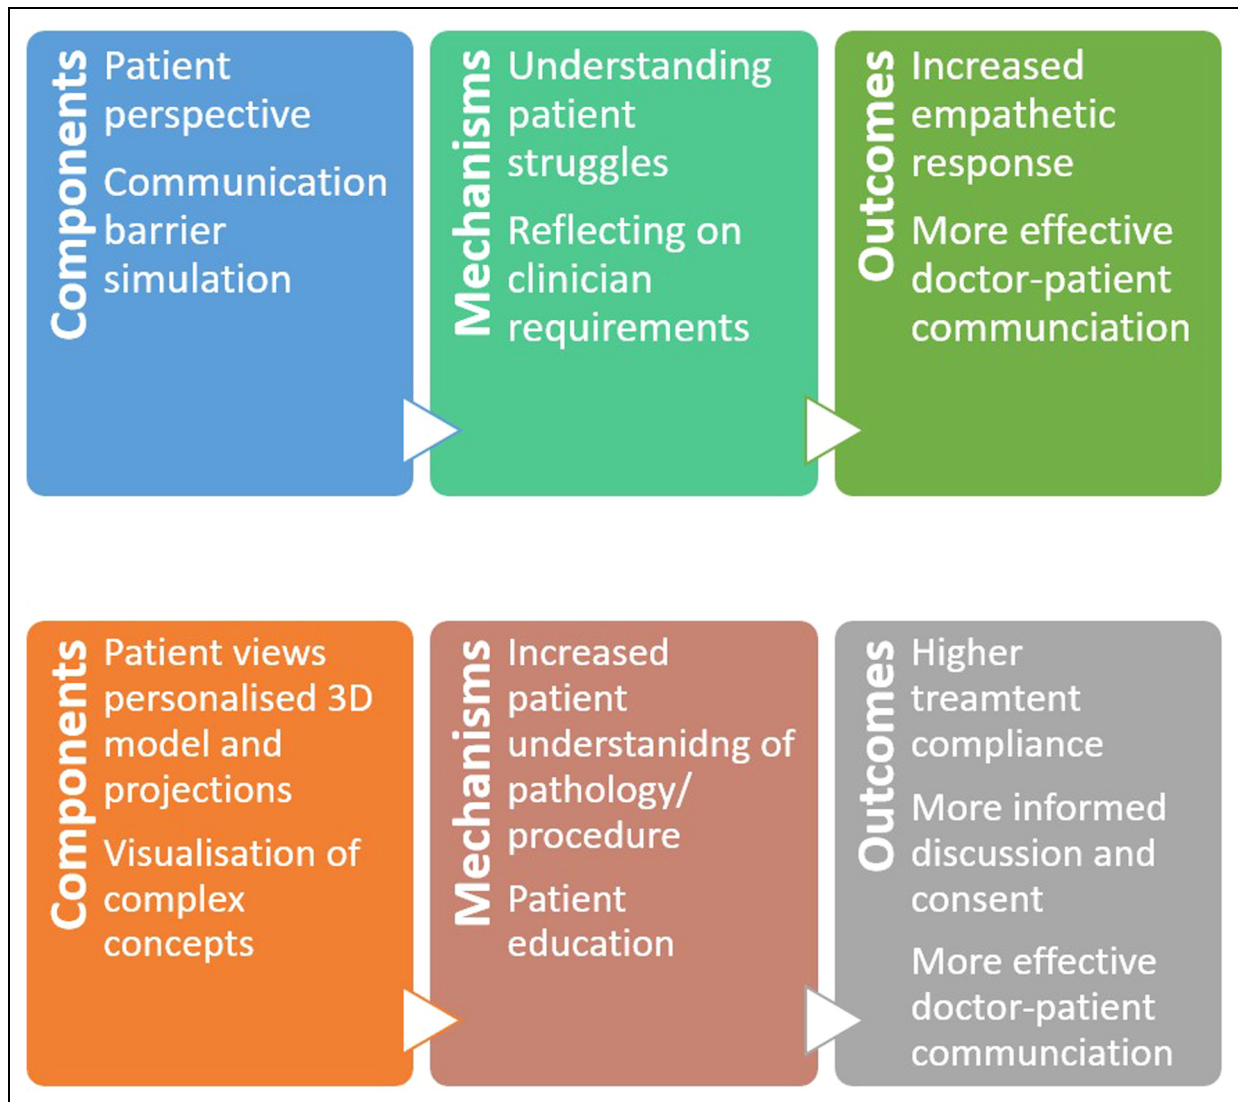 Components
Patient
perspective
Communication
barrier
simulation
Mechanisms
Understanding
patient
struggles
Reflecting on
clinician
requirements
Outcomes
Increased
empathetic
response
More effective
doctor-patient
communciation
Components
Patient views
personalised 3D
model and
projections
Visualisation of
complex
concepts
Mechanisms
Increased
patient
understanidng of
pathology/
procedure
Patient
education
Outcomes
Higher
treamtent
compliance
More informed
discussion and
consent
More effective
doctor-patient
communciation